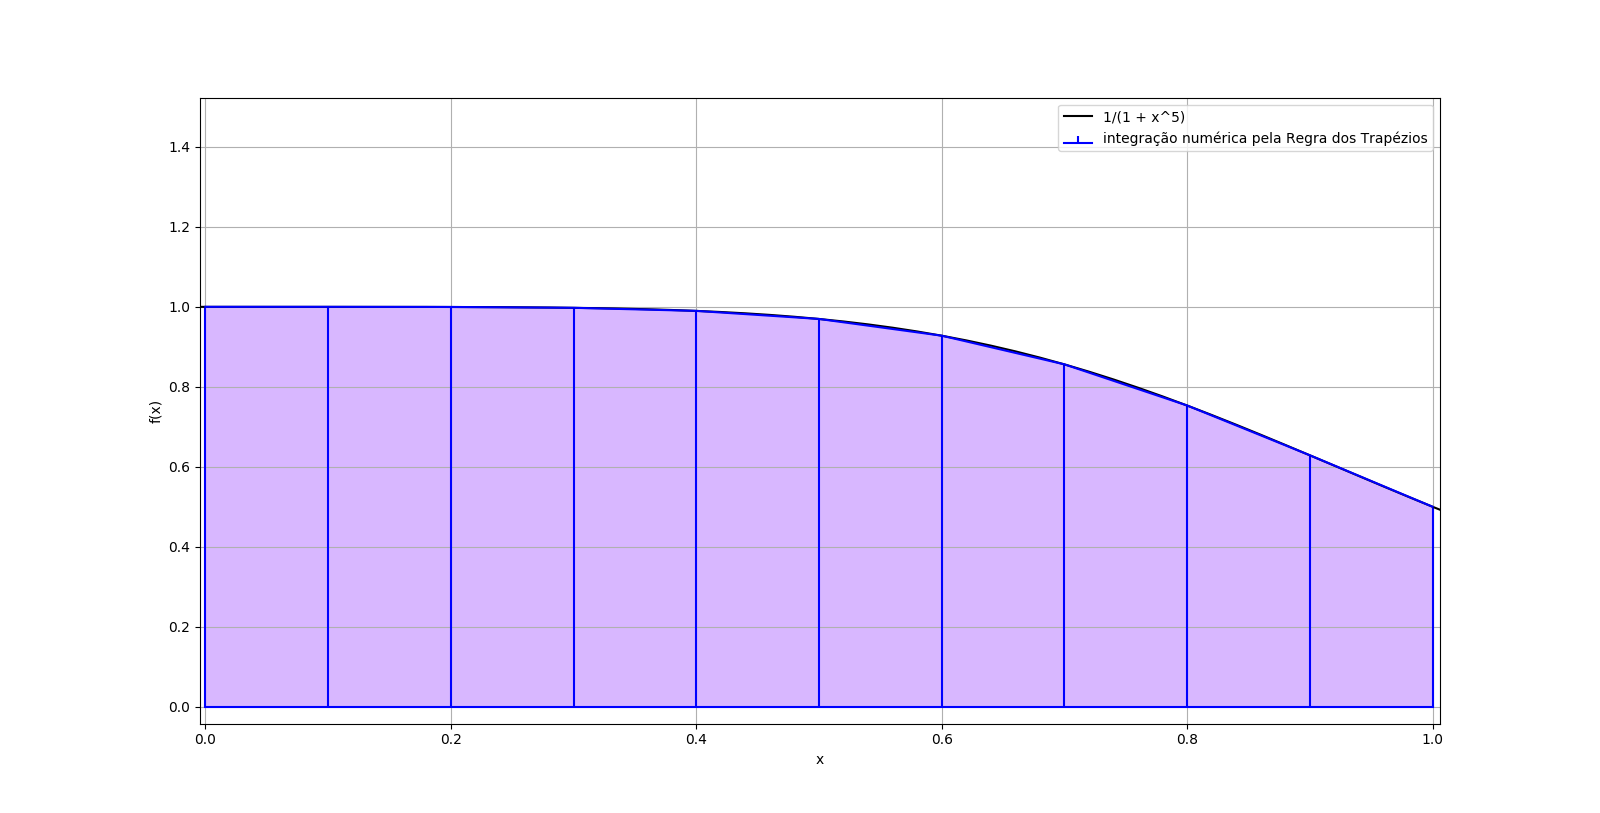 1/(1 + x^5)
integração numérica pela Regra dos Trapézios
1.4
1.2
1.0
0.8
0.6
0.4
0.2
0.0
f(x)
0.0 0.2 0.4 0.6 0.8 1.0
x